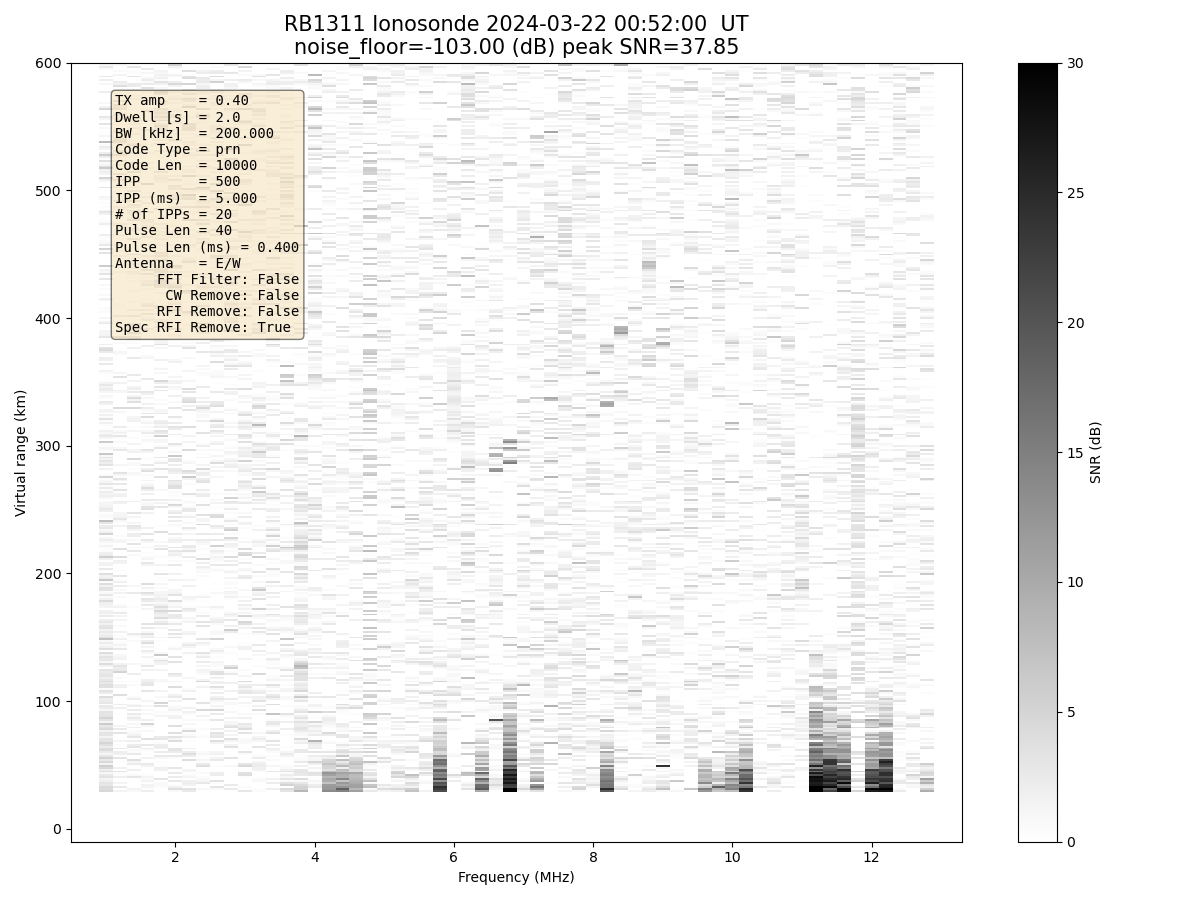 RB1311 Ionosonde 2024-03-22 00:52:00 UT
noise_floor=-103.00 (dB) peak SNR=37.85
TX amp    = 0.40
Dwell [s] = 2.0
BW [kHz]  = 200.000
Code Type = prn
Code Len  = 10000
IPP       = 500
IPP (ms)  = 5.000
# of IPPs = 20
Pulse Len = 40
Pulse Len (ms) = 0.400
Antenna   = E/W
FFT Filter: False
CW Remove: False
RFI Remove: False
Spec RFI Remove: True
600
500
400
300
200
100
0
Virtual range (km)
2 4 6 8 10 12
Frequency (MHz)
30
25
20
15
10
5
0
SNR (dB)